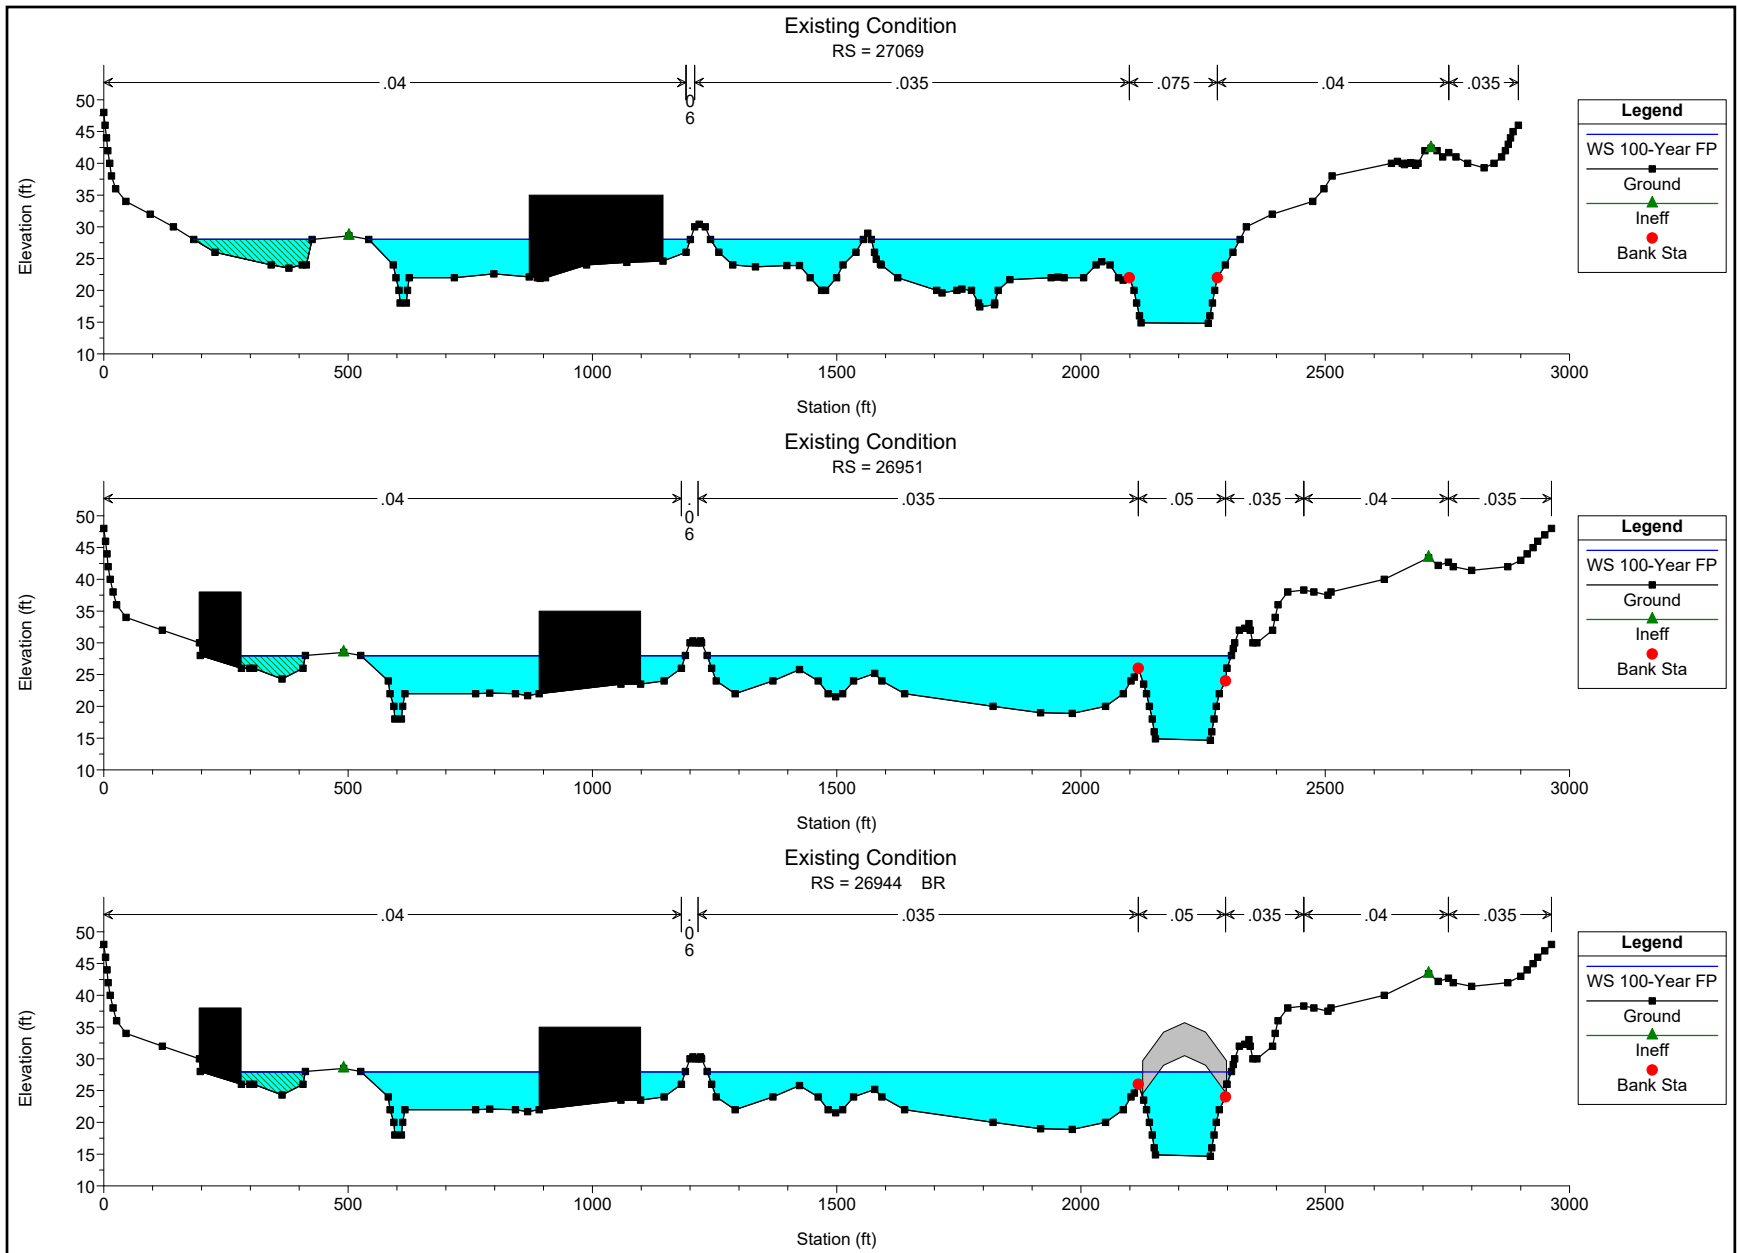 Existing Condition
RS = 27069
.04
.06
.035
.075
.04
.035
50
45
40
35
30
25
20
15
10
Elevation (ft)
0
500
1000
1500
2000
2500
3000
Station (ft)
Legend
WS 100-Year FP
Ground
Ineff
Bank Sta
Existing Condition
RS = 26951
.04
.06
.035
.05
.035
.04
.035
50
45
40
35
30
25
20
15
10
Elevation (ft)
0
500
1000
1500
2000
2500
3000
Station (ft)
Legend
WS 100-Year FP
Ground
Ineff
Bank Sta
Existing Condition
RS = 26944 BR
.04
.06
.035
.05
.035
.04
.035
50
45
40
35
30
25
20
15
10
Elevation (ft)
0
500
1000
1500
2000
2500
3000
Station (ft)
Legend
WS 100-Year FP
Ground
Ineff
Bank Sta